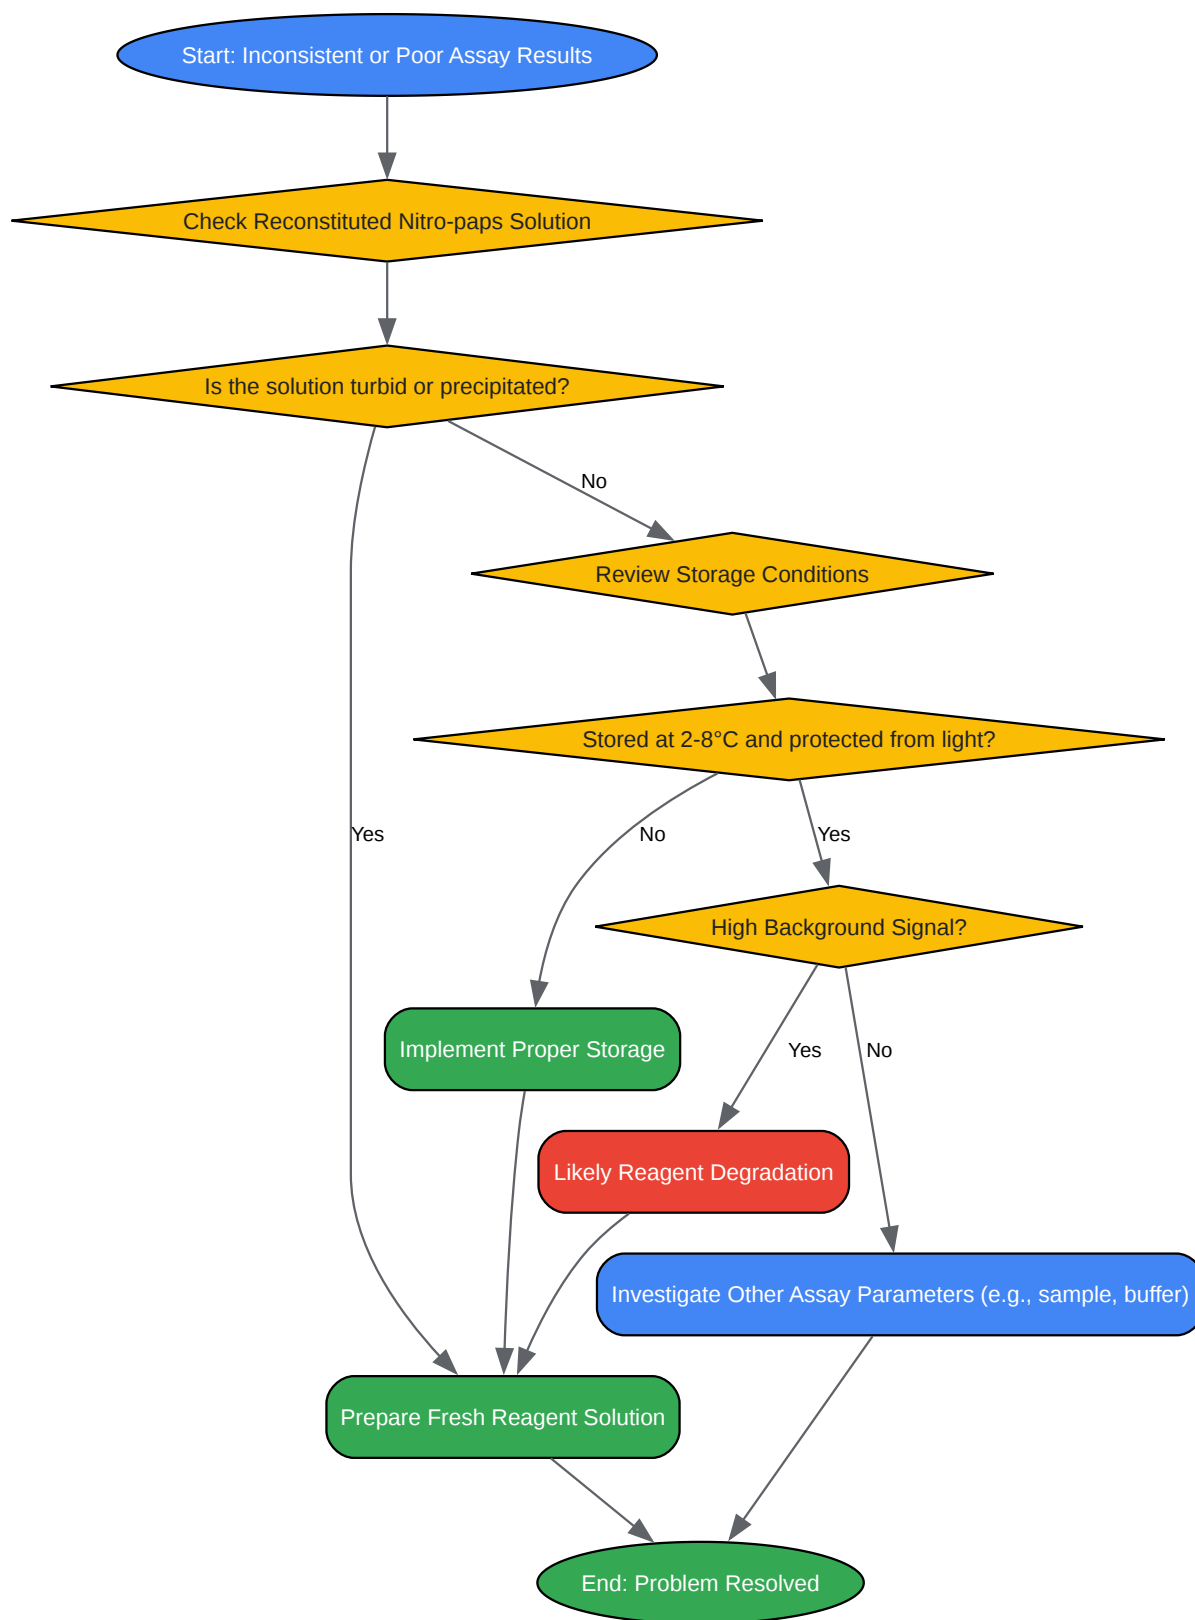 Start: Inconsistent or Poor Assay Results
Check Reconstituted Nitro-paps Solution
Is the solution turbid or precipitated?
No
Review Storage Conditions
Stored at 2-8°C and protected from light?
Yes
No
Yes
High Background Signal?
Implement Proper Storage
Yes
No
Likely Reagent Degradation
Investigate Other Assay Parameters (e.g., sample, buffer)
Prepare Fresh Reagent Solution
End: Problem Resolved